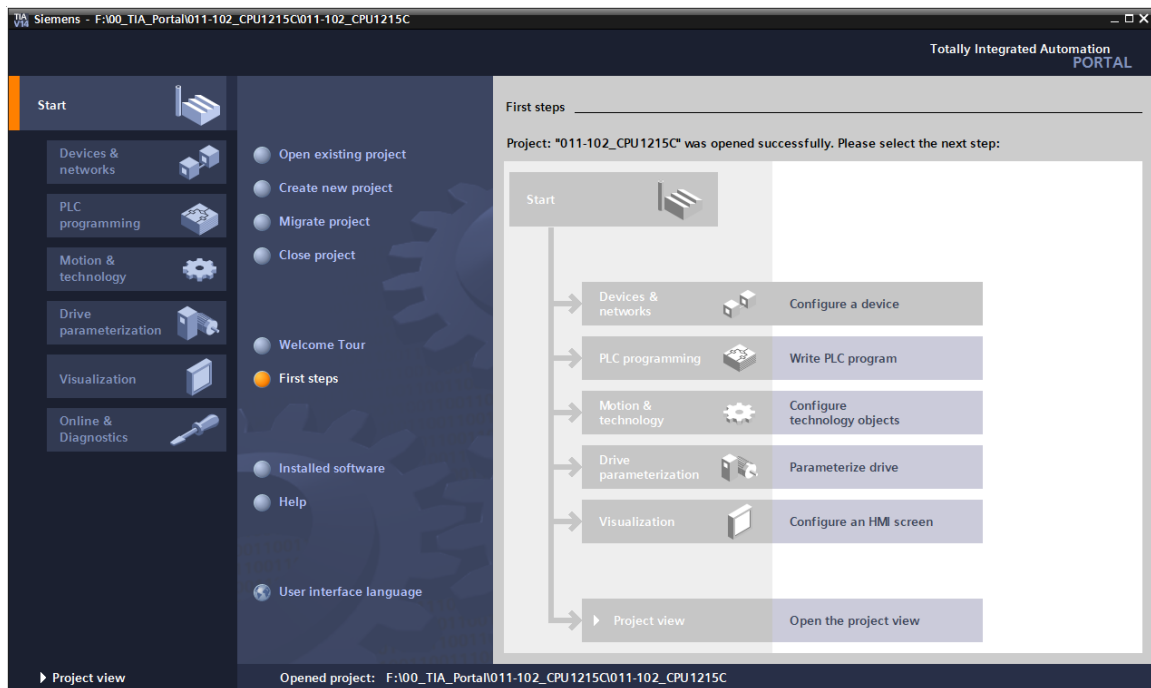 TIA V14 Siemens - F:\00_TIA_Portal\011-102_CPU1215C\011-102_CPU1215C
Totally Integrated Automation
PORTAL
Start
Devices &
networks
PLC
programming
Motion &
technology
Drive
parameterization
Visualization
Online &
Diagnostics
Open existing project
Create new project
Migrate project
Close project
Welcome Tour
First steps
Installed software
Help
User interface language
First steps
Project: "011-102_CPU1215C" was opened successfully. Please select the next step:
Start
Devices &
networks
Configure a device
PLC programming
Write PLC program
Motion &
technology
Configure
technology objects
Drive
parameterization
Parameterize drive
Visualization
Configure an HMI screen
Project view
Open the project view
Project view
Opened project: F:\00_TIA_Portal\011-102_CPU1215C\011-102_CPU1215C